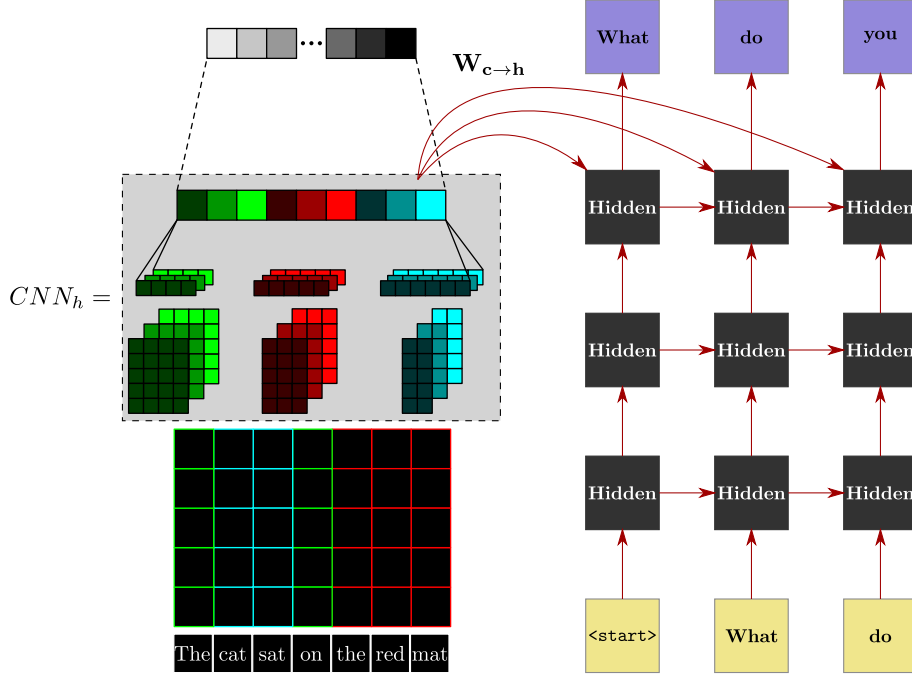 W_{c→h}
What do you
Hidden Hidden Hidden
CNN_h =
Hidden Hidden Hidden
Hidden Hidden Hidden
<start> What do
The cat sat on the red mat